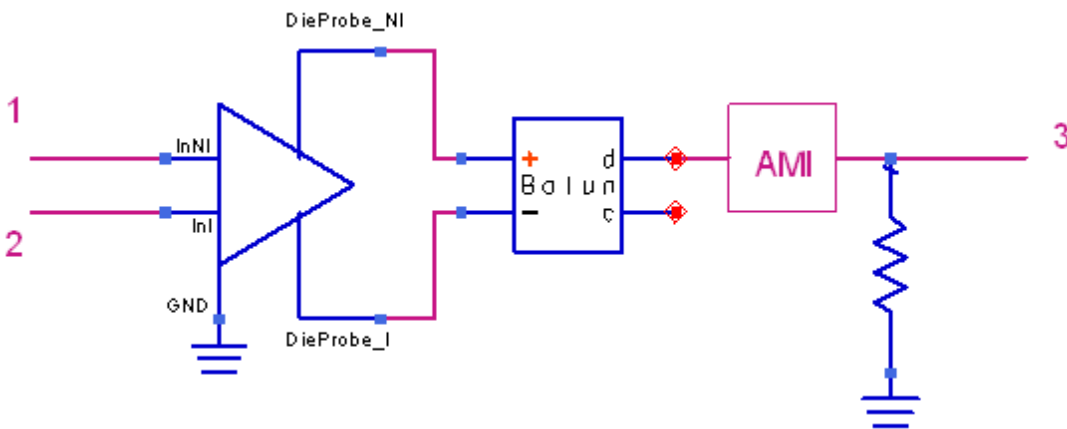 DieProbe_NI
1
InNI
+
d
Balun
AMI
3
InI
−
c
2
GND
DieProbe_I